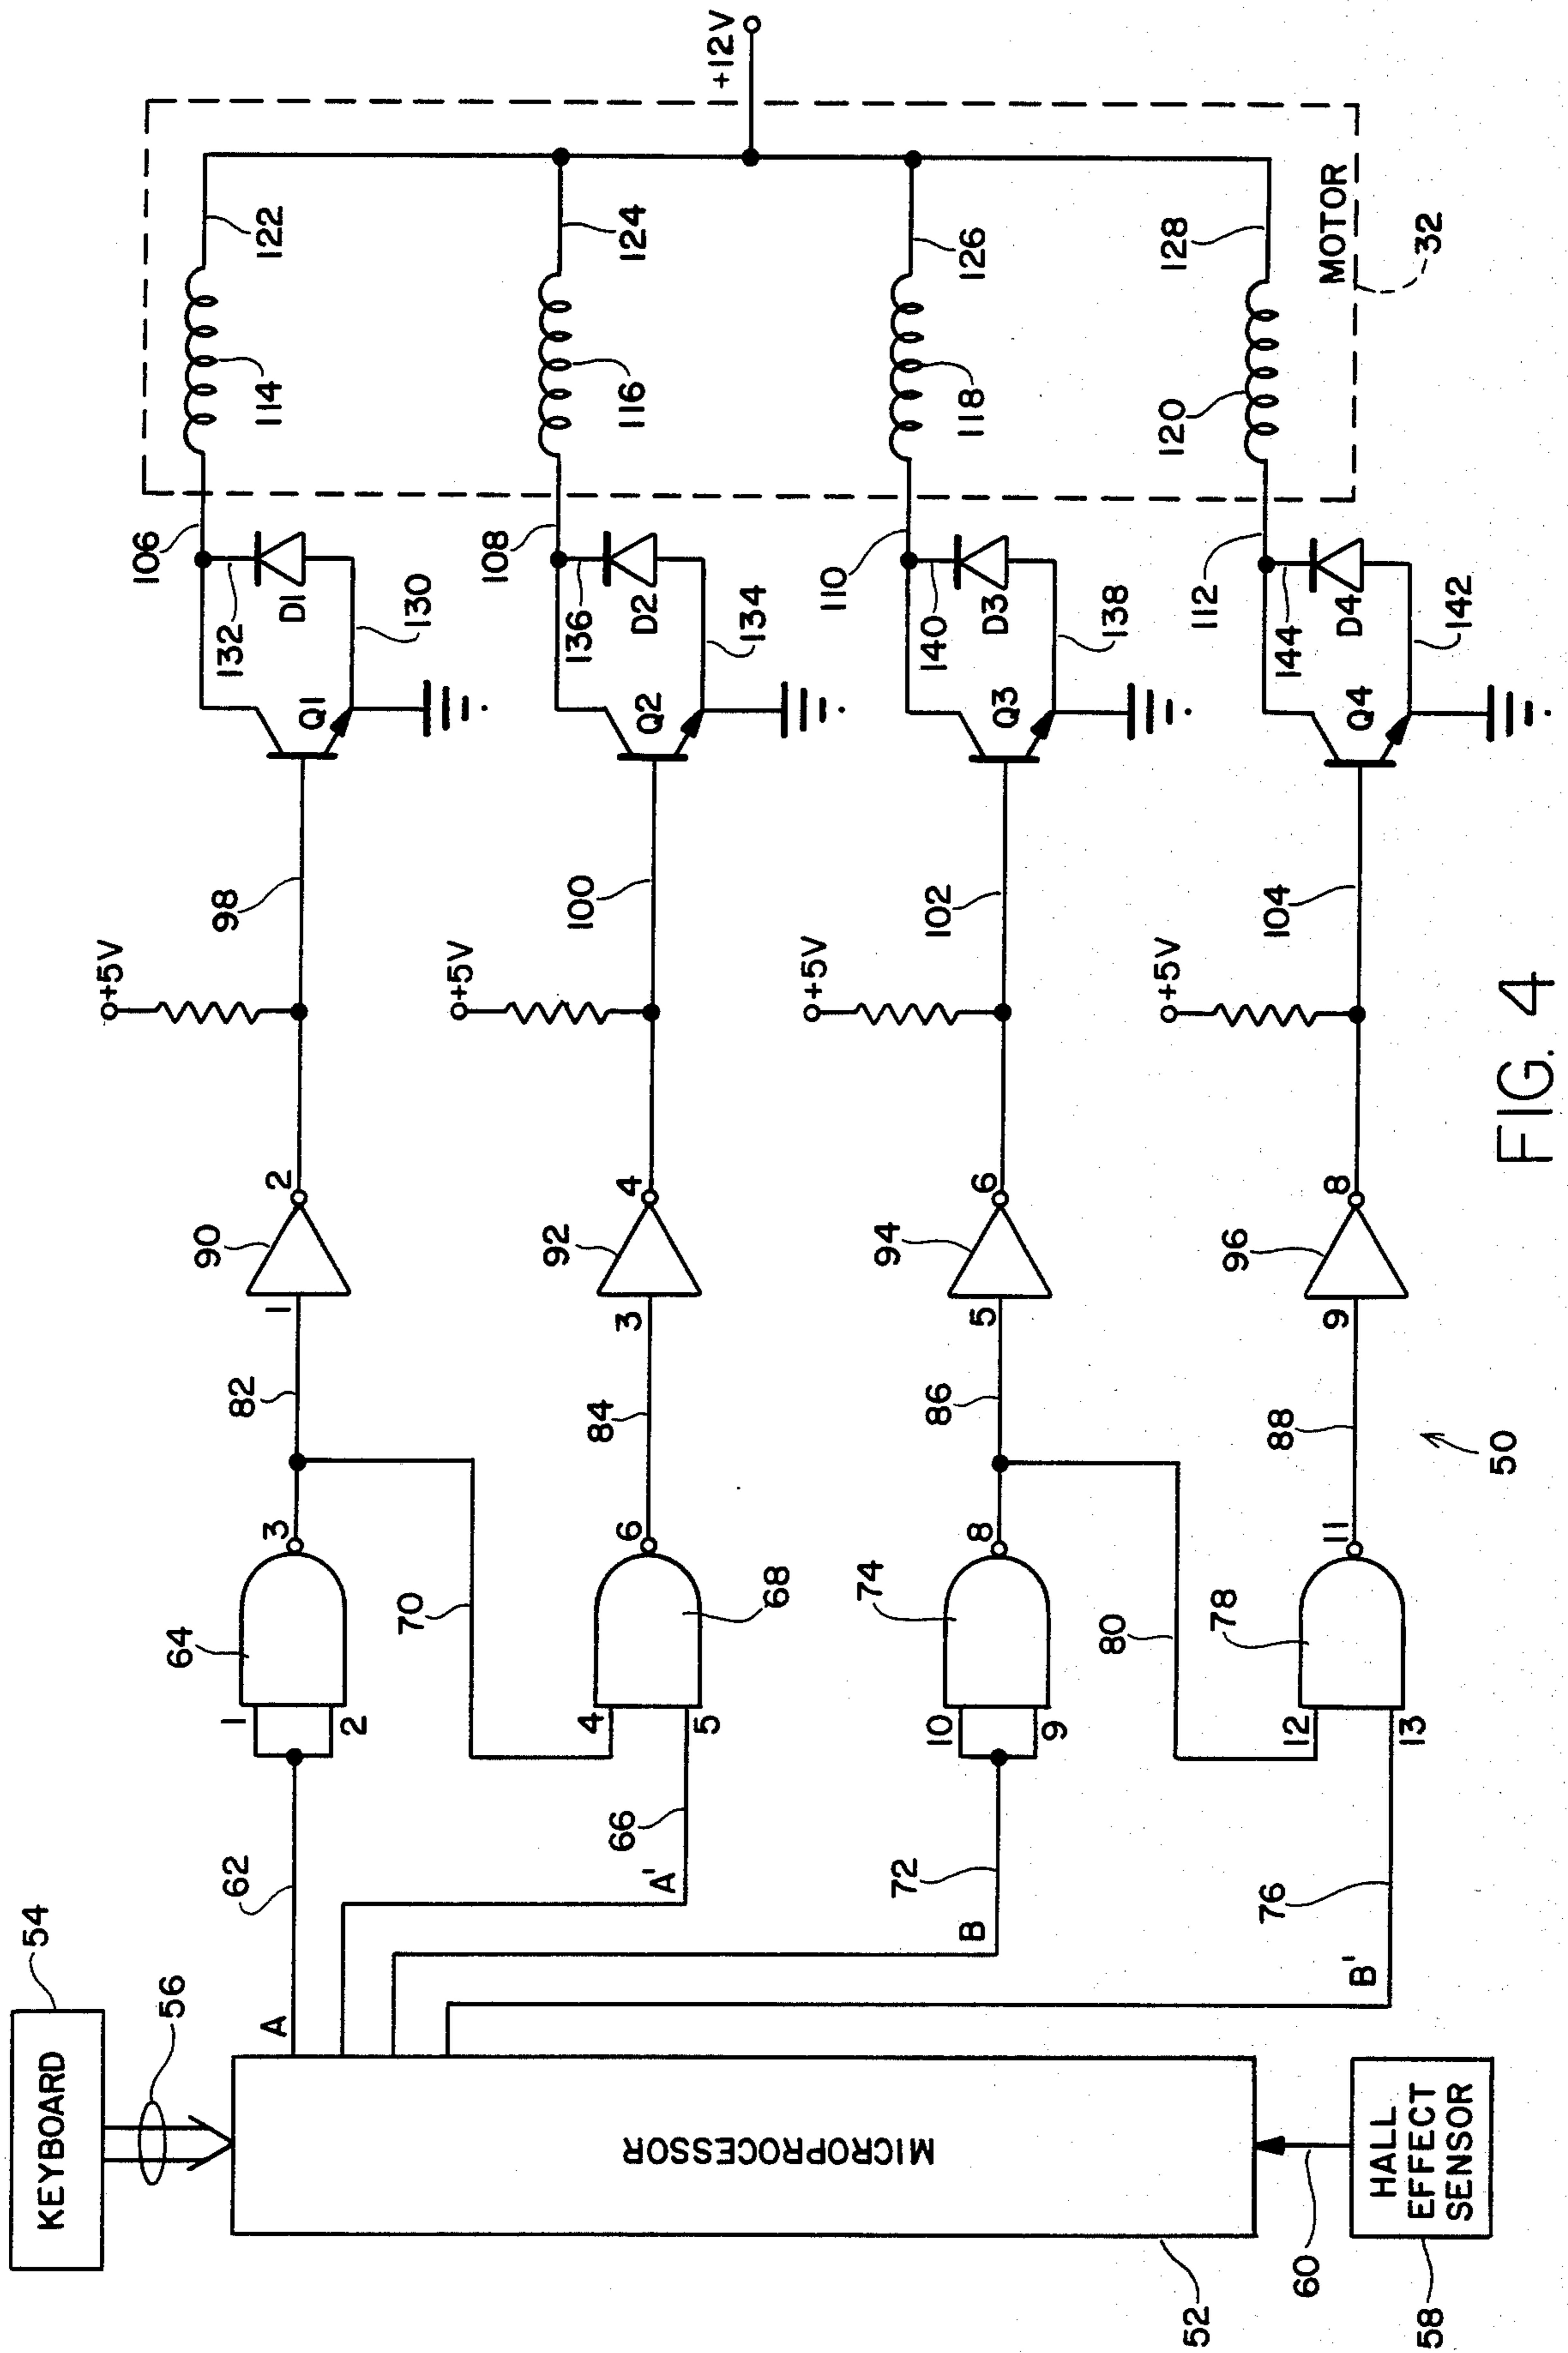 KEYBOARD
54
56
MICROPROCESSOR
52
HALL
EFFECT
SENSOR
58
60
A
62
1
2
64
3
82
1
90
2
+5V
98
Q1
130
132
D1
106
114
122
A'
66
70
4
5
68
6
84
3
92
4
+5V
100
Q2
134
136
D2
108
116
124
+12V
B
72
10
9
74
8
86
5
94
6
+5V
102
Q3
138
140
D3
110
118
126
B'
76
80
12
13
78
11
88
9
96
8
+5V
104
Q4
142
144
D4
112
120
128
MOTOR
32
50
FIG. 4